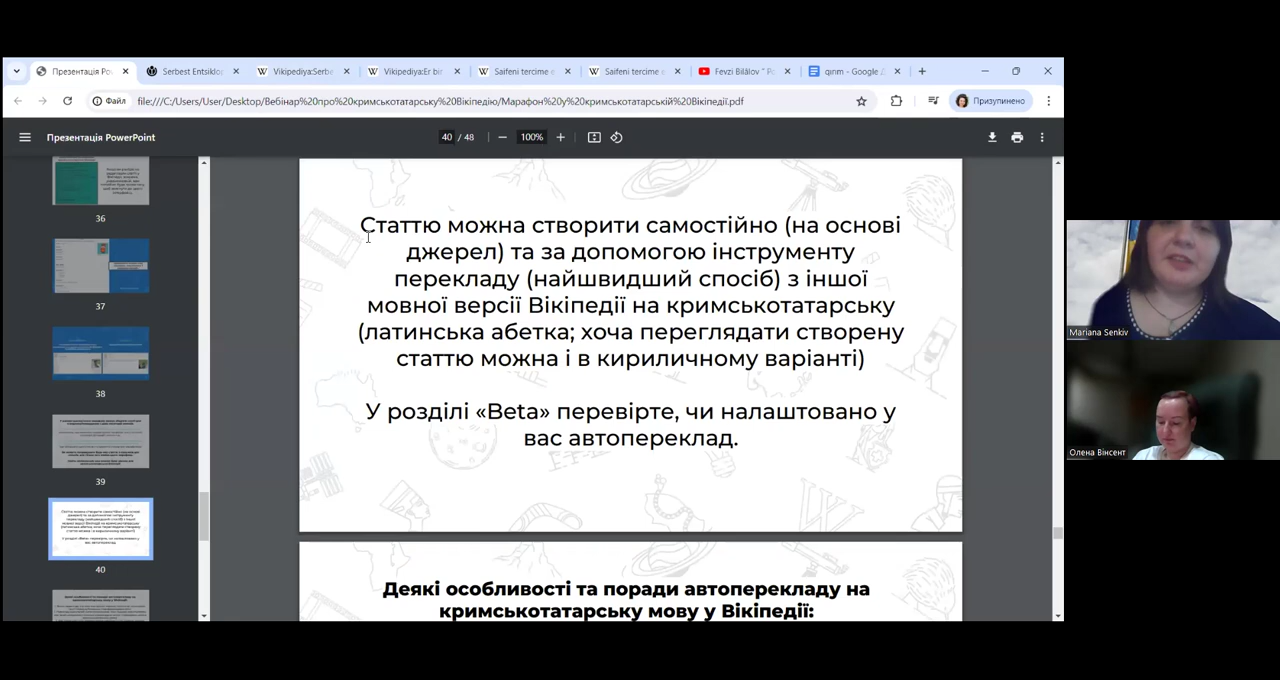 Презентація Po
Serbest Entsiklop
Vikipediya:Serbe
Vikipediya:Er bir
Saifeni tercime e
Saifeni tercime e
Fevzi Bilâlov " Po
qırım - Google Д
Файл
file:///C:/Users/User/Desktop/Вебінар%20про%20кримськотатарську%20Вікіпедію/Марафон%20у%20кримськотатарській%20Вікіпедії.pdf
Призупинено
Презентація PowerPoint
40 / 48
100%
36
37
38
39
40
Статтю можна створити самостійно (на основі
джерел) та за допомогою інструменту
перекладу (найшвидший спосіб) з іншої
мовної версії Вікіпедії на кримськотатарську
(латинська абетка; хоча переглядати створену
статтю можна і в кириличному варіанті)
У розділі «Beta» перевірте, чи налаштовано у
вас автопереклад.
Деякі особливості та поради автоперекладу на
кримськотатарську мову у Вікіпедії:
Mariana Senkiv
Олена Вінсент